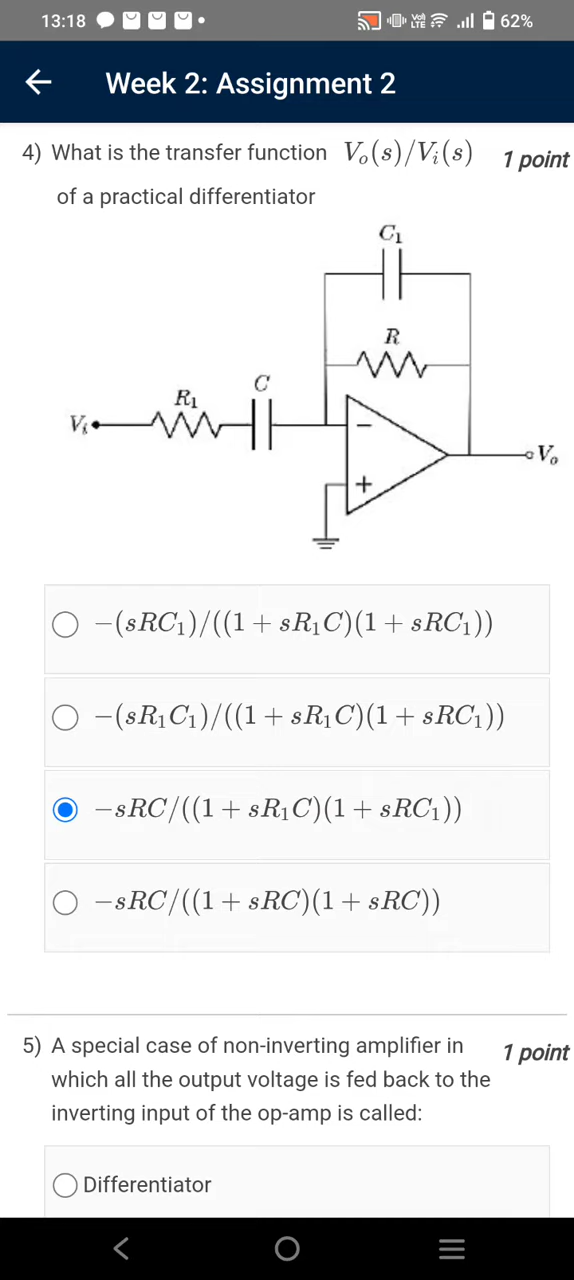 13:18 Vo) LTE 62%
Week 2: Assignment 2
4) What is the transfer function Vₒ(s)/Vᵢ(s) 1 point
of a practical differentiator
C₁
R
C
R₁
Vᵢ
−
Vₒ
+
−(sRC₁)/((1 + sR₁C)(1 + sRC₁))
−(sR₁C₁)/((1 + sR₁C)(1 + sRC₁))
−sRC/((1 + sR₁C)(1 + sRC₁))
−sRC/((1 + sRC)(1 + sRC))
5) A special case of non-inverting amplifier in 1 point
which all the output voltage is fed back to the
inverting input of the op-amp is called:
Differentiator